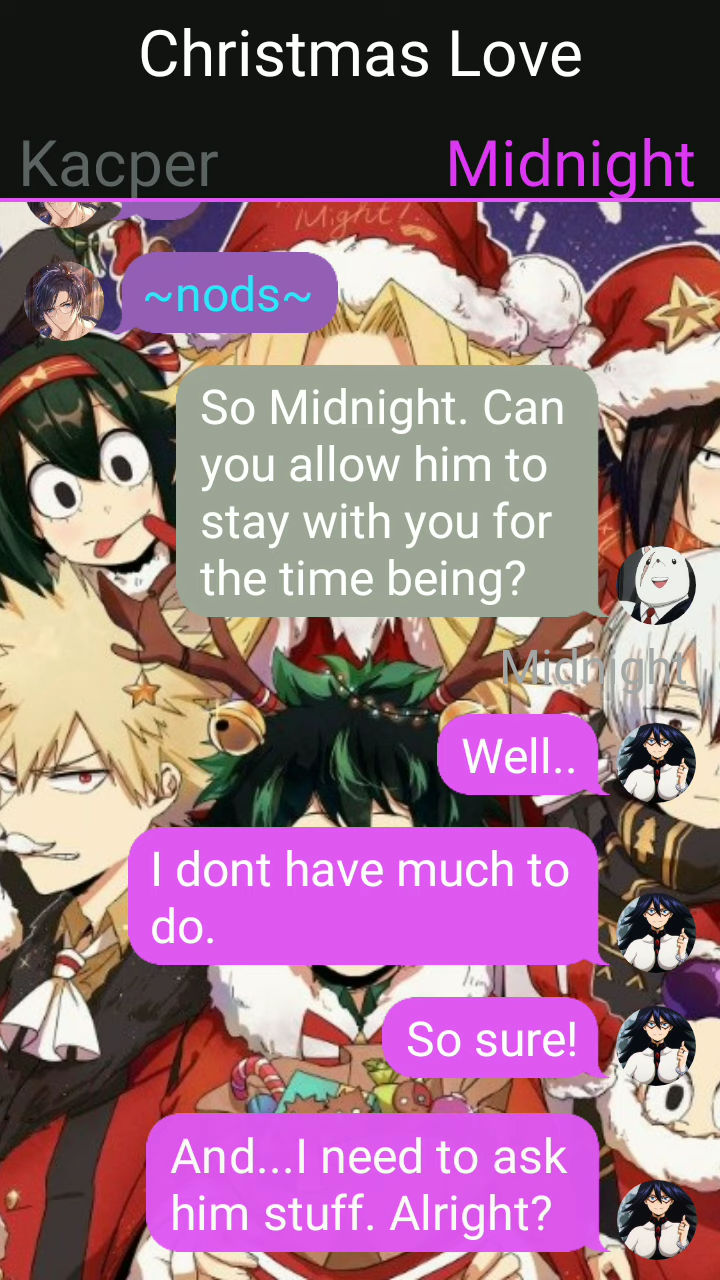 Christmas Love
Kacper
Midnight
Might!
~nods~
So Midnight. Can
you allow him to
stay with you for
the time being?
Midnight
Well..
I dont have much to
do.
So sure!
And...I need to ask
him stuff. Alright?